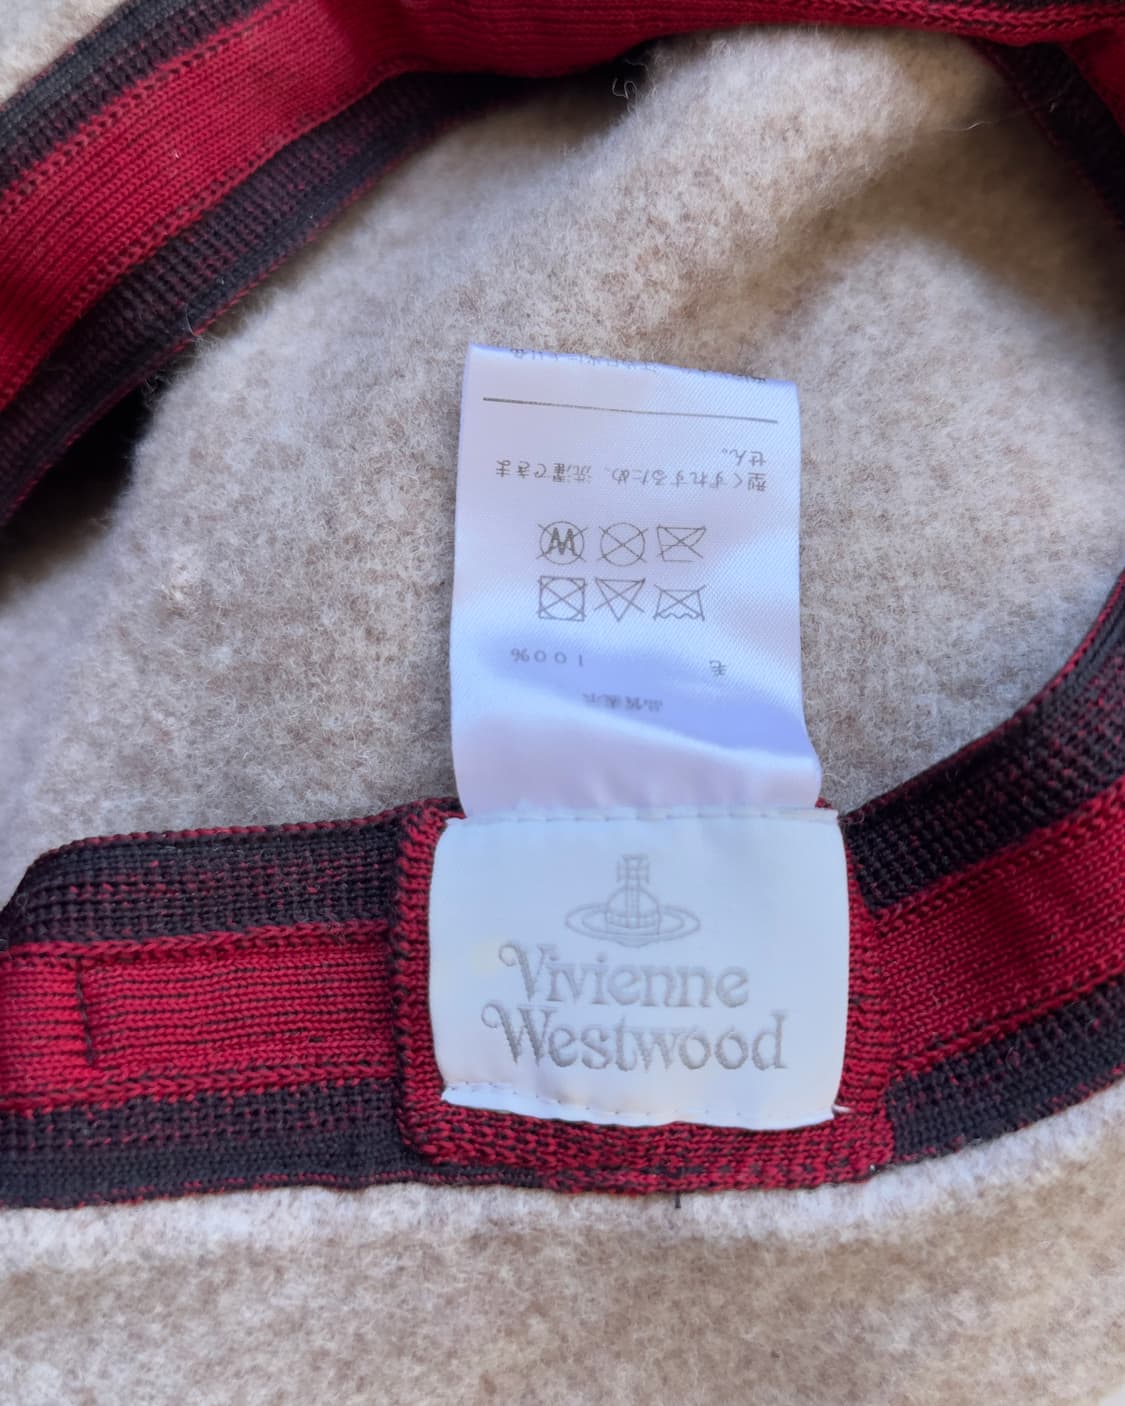 品質表示
毛 100%
W
型くずれするため、洗濯できま
せん。
Vivienne
Westwood